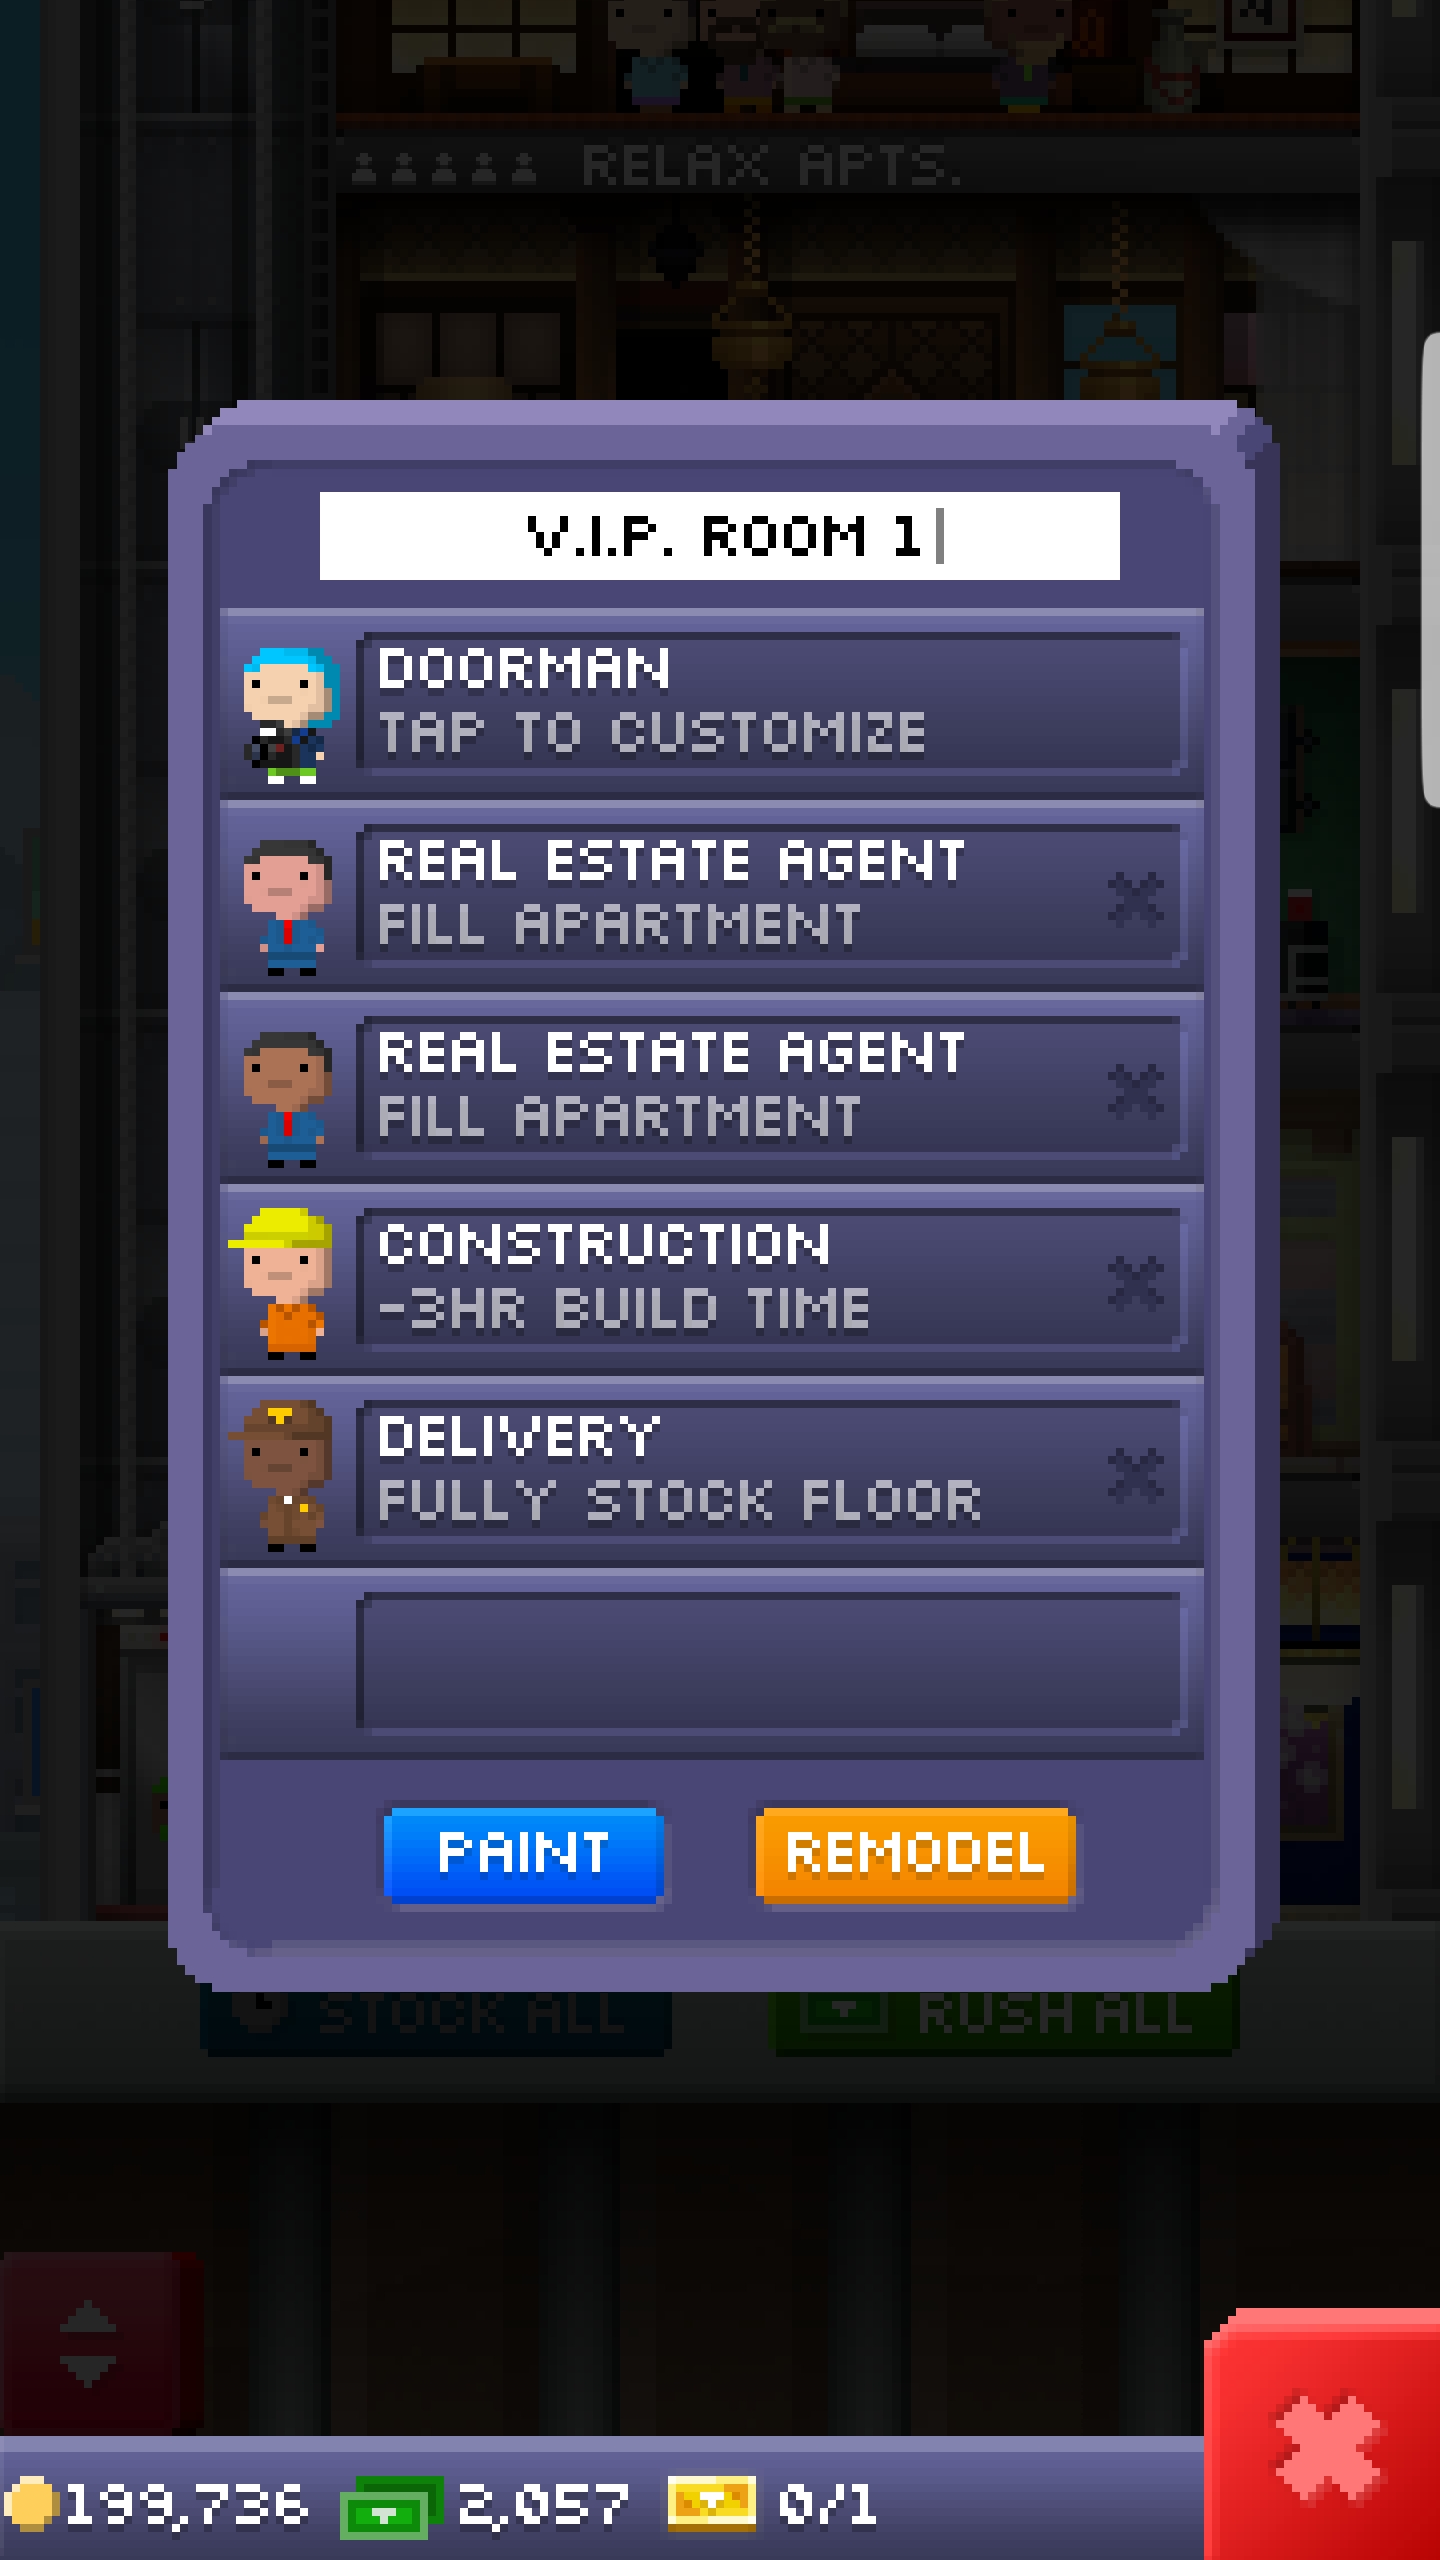 RELAX APTS.
V.I.P. ROOM 1
DOORMAN
TAP TO CUSTOMIZE
REAL ESTATE AGENT
FILL APARTMENT
REAL ESTATE AGENT
FILL APARTMENT
CONSTRUCTION
-3HR BUILD TIME
DELIVERY
FULLY STOCK FLOOR
PAINT REMODEL
STOCK ALL RUSH ALL
199,736 2,057 0/1